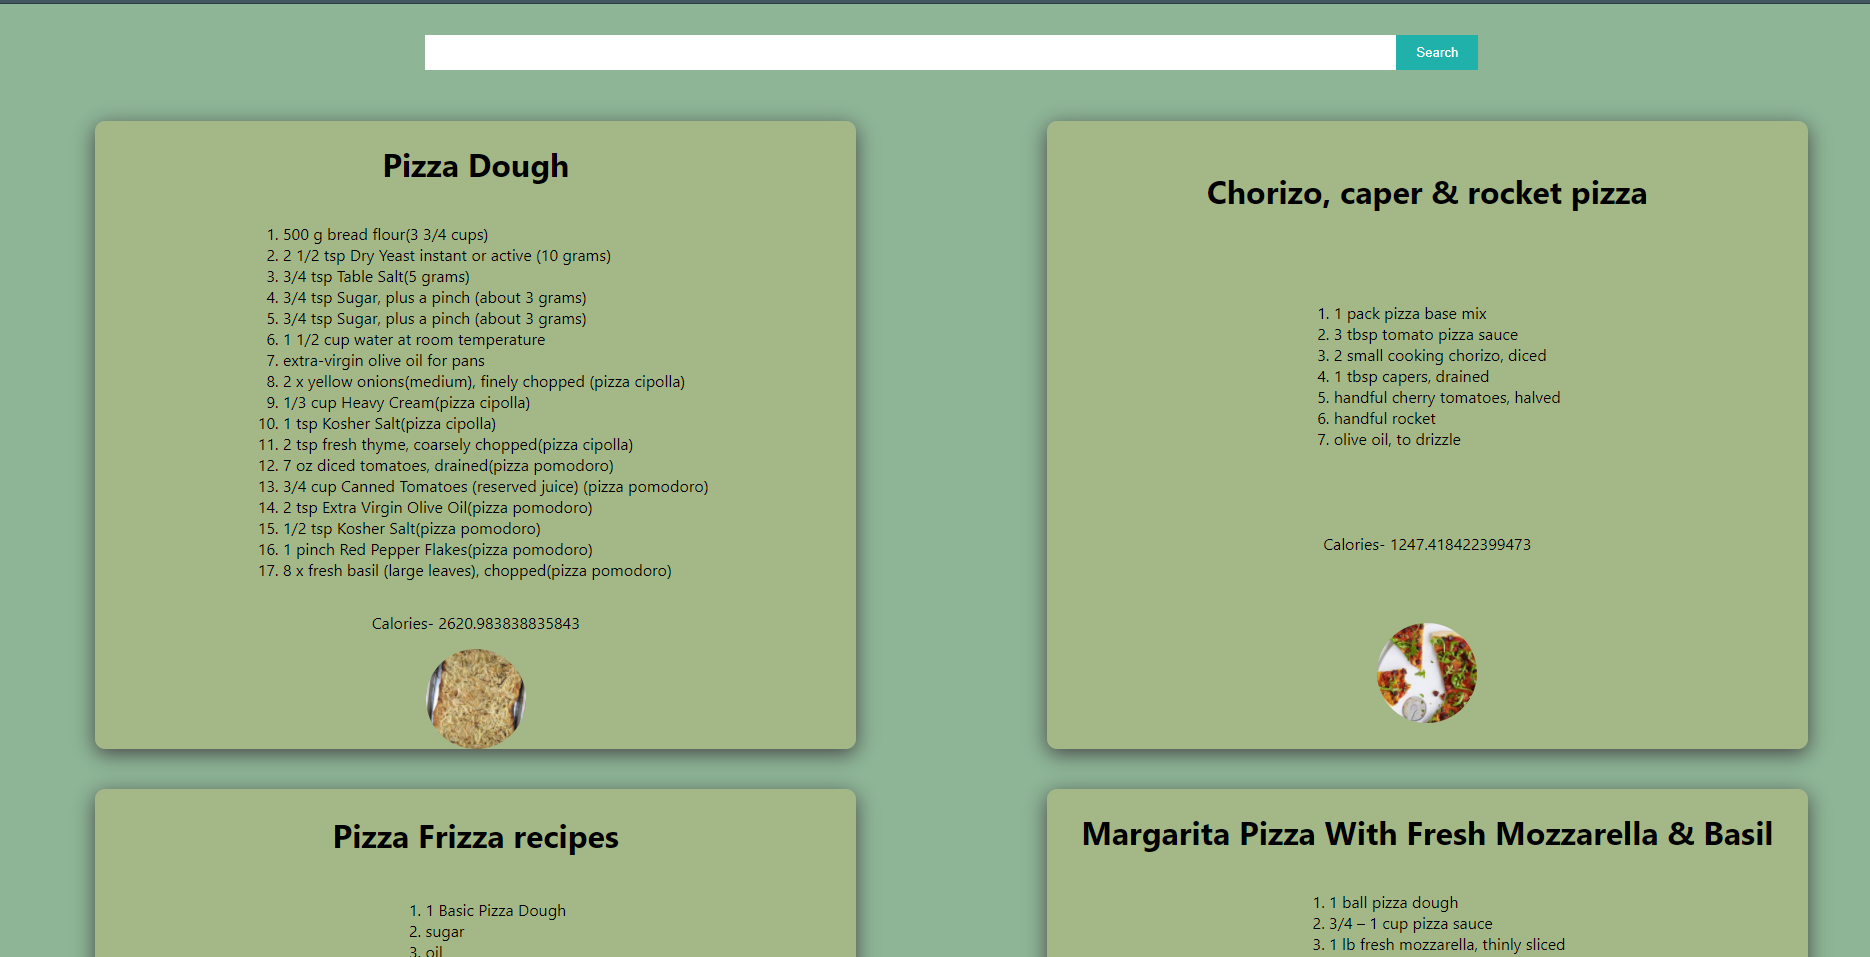 Search
Pizza Dough
1. 500 g bread flour(3 3/4 cups)
2. 2 1/2 tsp Dry Yeast instant or active (10 grams)
3. 3/4 tsp Table Salt(5 grams)
4. 3/4 tsp Sugar, plus a pinch (about 3 grams)
5. 3/4 tsp Sugar, plus a pinch (about 3 grams)
6. 1 1/2 cup water at room temperature
7. extra-virgin olive oil for pans
8. 2 x yellow onions(medium), finely chopped (pizza cipolla)
9. 1/3 cup Heavy Cream(pizza cipolla)
10. 1 tsp Kosher Salt(pizza cipolla)
11. 2 tsp fresh thyme, coarsely chopped(pizza cipolla)
12. 7 oz diced tomatoes, drained(pizza pomodoro)
13. 3/4 cup Canned Tomatoes (reserved juice) (pizza pomodoro)
14. 2 tsp Extra Virgin Olive Oil(pizza pomodoro)
15. 1/2 tsp Kosher Salt(pizza pomodoro)
16. 1 pinch Red Pepper Flakes(pizza pomodoro)
17. 8 x fresh basil (large leaves), chopped(pizza pomodoro)
Calories- 2620.983838835843
Chorizo, caper & rocket pizza
1. 1 pack pizza base mix
2. 3 tbsp tomato pizza sauce
3. 2 small cooking chorizo, diced
4. 1 tbsp capers, drained
5. handful cherry tomatoes, halved
6. handful rocket
7. olive oil, to drizzle
Calories- 1247.418422399473
Pizza Frizza recipes
1. 1 Basic Pizza Dough
2. sugar
3. oil
Margarita Pizza With Fresh Mozzarella & Basil
1. 1 ball pizza dough
2. 3/4 – 1 cup pizza sauce
3. 1 lb fresh mozzarella, thinly sliced